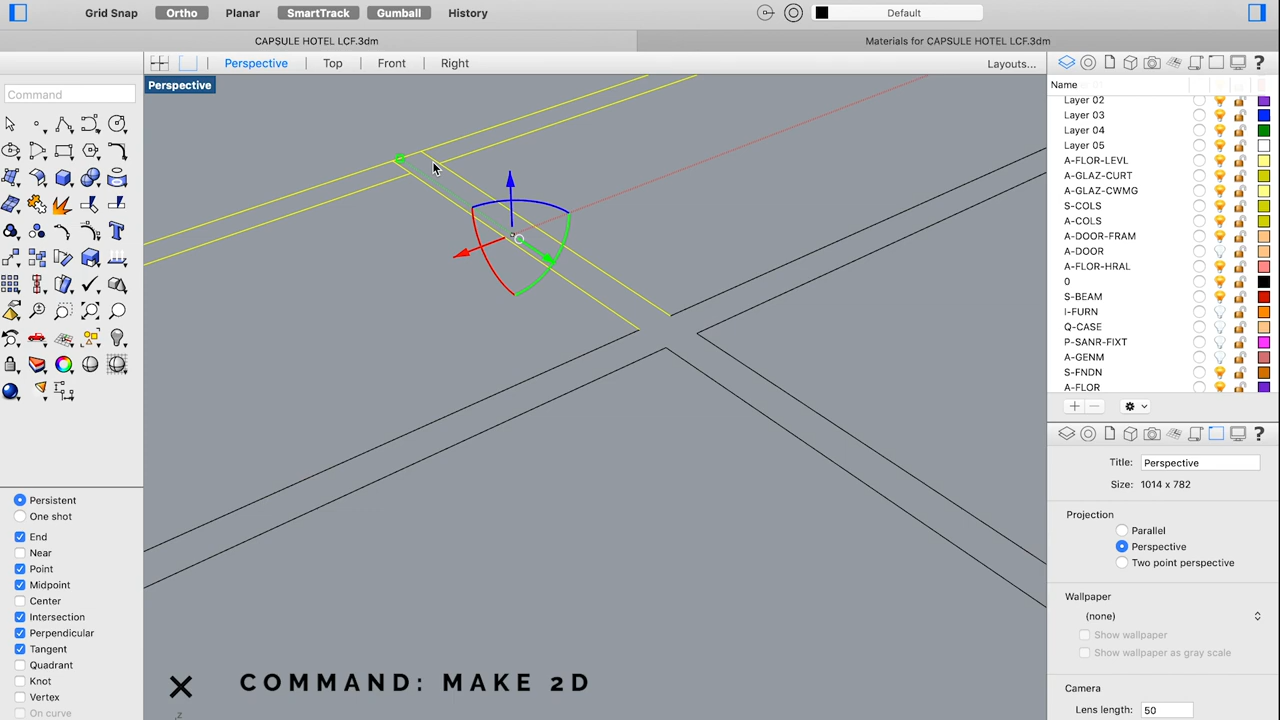 Grid Snap Ortho Planar SmartTrack Gumball History Default
CAPSULE HOTEL LCF.3dm Materials for CAPSULE HOTEL LCF.3dm
Perspective Top Front Right Layouts...
Perspective
Command
Name
Layer 02
Layer 03
Layer 04
Layer 05
A-FLOR-LEVL
A-GLAZ-CURT
A-GLAZ-CWMG
S-COLS
A-COLS
A-DOOR-FRAM
A-DOOR
A-FLOR-HRAL
0
S-BEAM
I-FURN
Q-CASE
P-SANR-FIXT
A-GENM
S-FNDN
A-FLOR
Title: Perspective
Size: 1014 x 782
Projection
Parallel
Perspective
Two point perspective
Wallpaper
(none)
Show wallpaper
Show wallpaper as gray scale
Camera
Lens length: 50
Persistent
One shot
End
Near
Point
Midpoint
Center
Intersection
Perpendicular
Tangent
Quadrant
Knot
Vertex
On curve
COMMAND: MAKE 2D
z